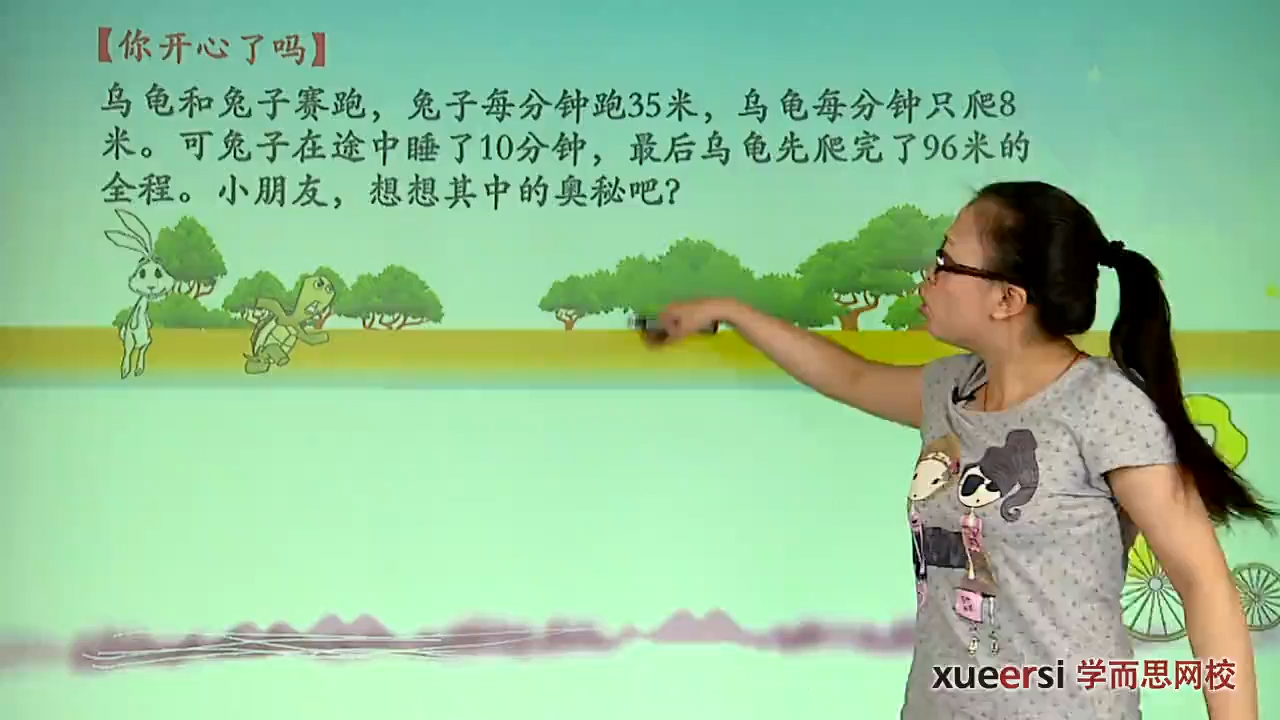 【你开心了吗】
乌龟和兔子赛跑，兔子每分钟跑35米，乌龟每分钟只爬8
米。可兔子在途中睡了10分钟，最后乌龟先爬完了96米的
全程。小朋友，想想其中的奥秘吧?
xueersi 学而思网校